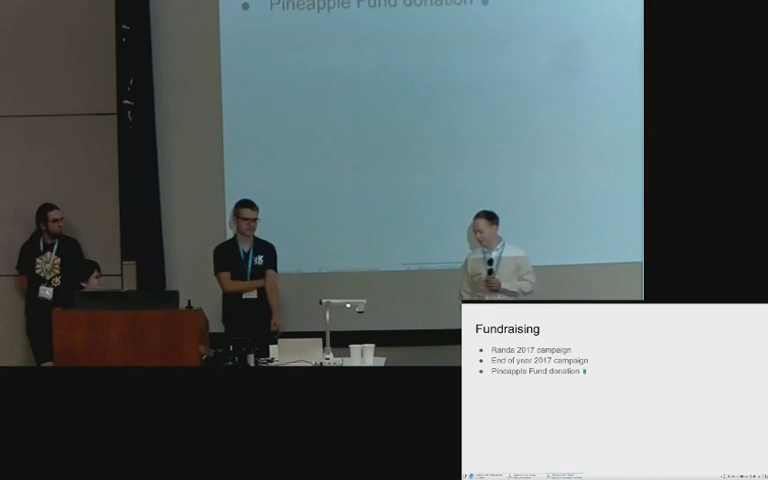 Pineapple Fund donation
Fundraising
Randa 2017 campaign
End of year 2017 campaign
Pineapple Fund donation